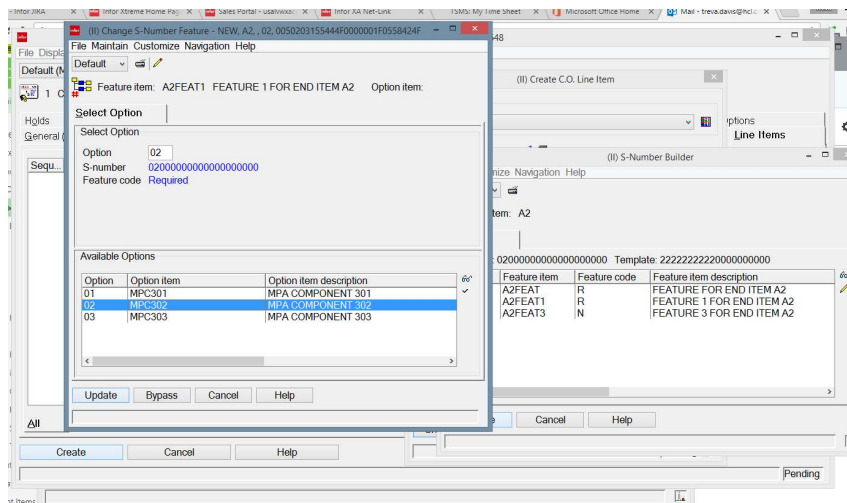 Infor JIRA
Infor Xtreme Home Pag
Sales Portal - usalvwxa
Infor XA Net-Link
TSMS: My Time Sheet
Microsoft Office Home
Mail - treva.davis@hcl.c
(II) Change S-Number Feature - NEW, A2, , 02, 0050203155444F0000001F0558424F
File Maintain Customize Navigation Help
Default
Feature item: A2FEAT1 FEATURE 1 FOR END ITEM A2 Option item:
Select Option
Select Option
Option 02
S-number 02000000000000000000
Feature code Required
Available Options
Option Option item Option item description
01 MPC301 MPA COMPONENT 301
02 MPC302 MPA COMPONENT 302
03 MPC303 MPA COMPONENT 303
Update Bypass Cancel Help
File Displa
Default (M
1 C
Holds
General (
Sequ...
All
Create Cancel Help
548
(II) Create C.O. Line Item
ptions
Line Items
(II) S-Number Builder
mize Navigation Help
tem: A2
: 02000000000000000000 Template: 22222222220000000000
Feature item Feature code Feature item description
A2FEAT R FEATURE FOR END ITEM A2
A2FEAT1 R FEATURE 1 FOR END ITEM A2
A2FEAT3 N FEATURE 3 FOR END ITEM A2
Cancel Help
Pending